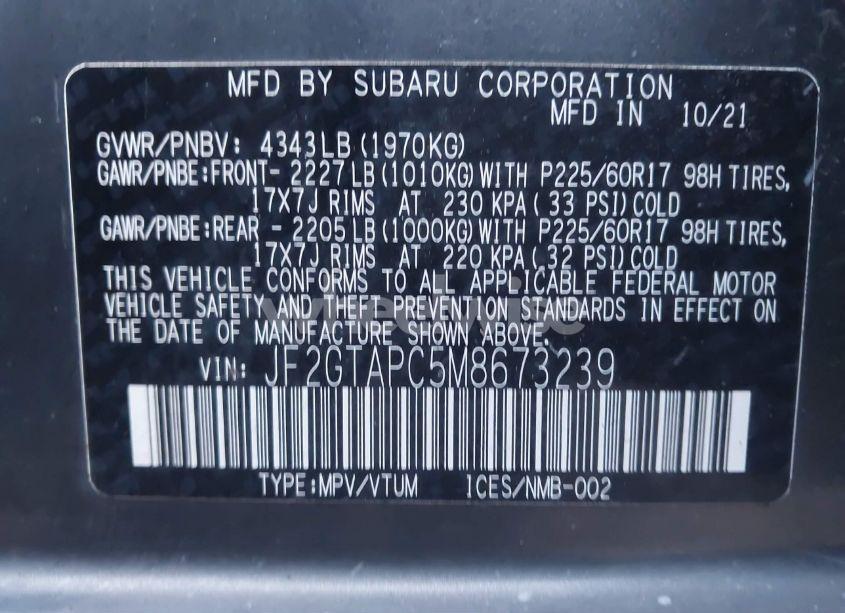 MFD BY SUBARU CORPORATION
MFD IN 10/21
GVWR/PNBV: 4343LB (1970KG)
GAWR/PNBE:FRONT- 2227 LB (1010KG) WITH P225/60R17 98H TIRES,
17X7J RIMS AT 230 KPA( 33 PSI)COLD
GAWR/PNBE:REAR - 2205 LB (1000KG) WITH P225/60R17 98H TIRES,
17X7J RIMS AT 220 KPA( 32 PSI)COLD
THIS VEHICLE CONFORMS TO ALL APPLICABLE FEDERAL MOTOR
VEHICLE SAFETY AND THEFT PREVENTION STANDARDS IN EFFECT ON
THE DATE OF MANUFACTURE SHOWN ABOVE.
VIN: JF2GTAPC5M8673239
TYPE:MPV/VTUM ICES/NMB-002